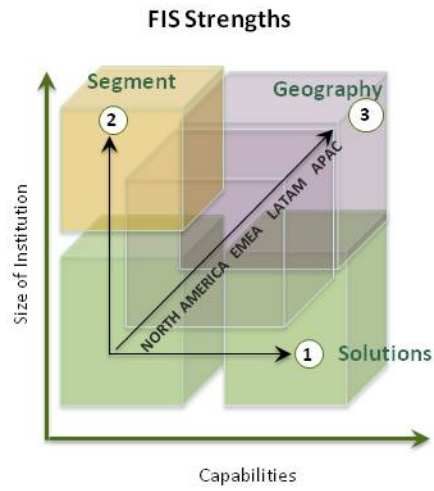 FIS Strengths
Segment
2
Geography
3
NORTH AMERICA EMEA LATAM APAC
1
Solutions
Size of Institution
Capabilities